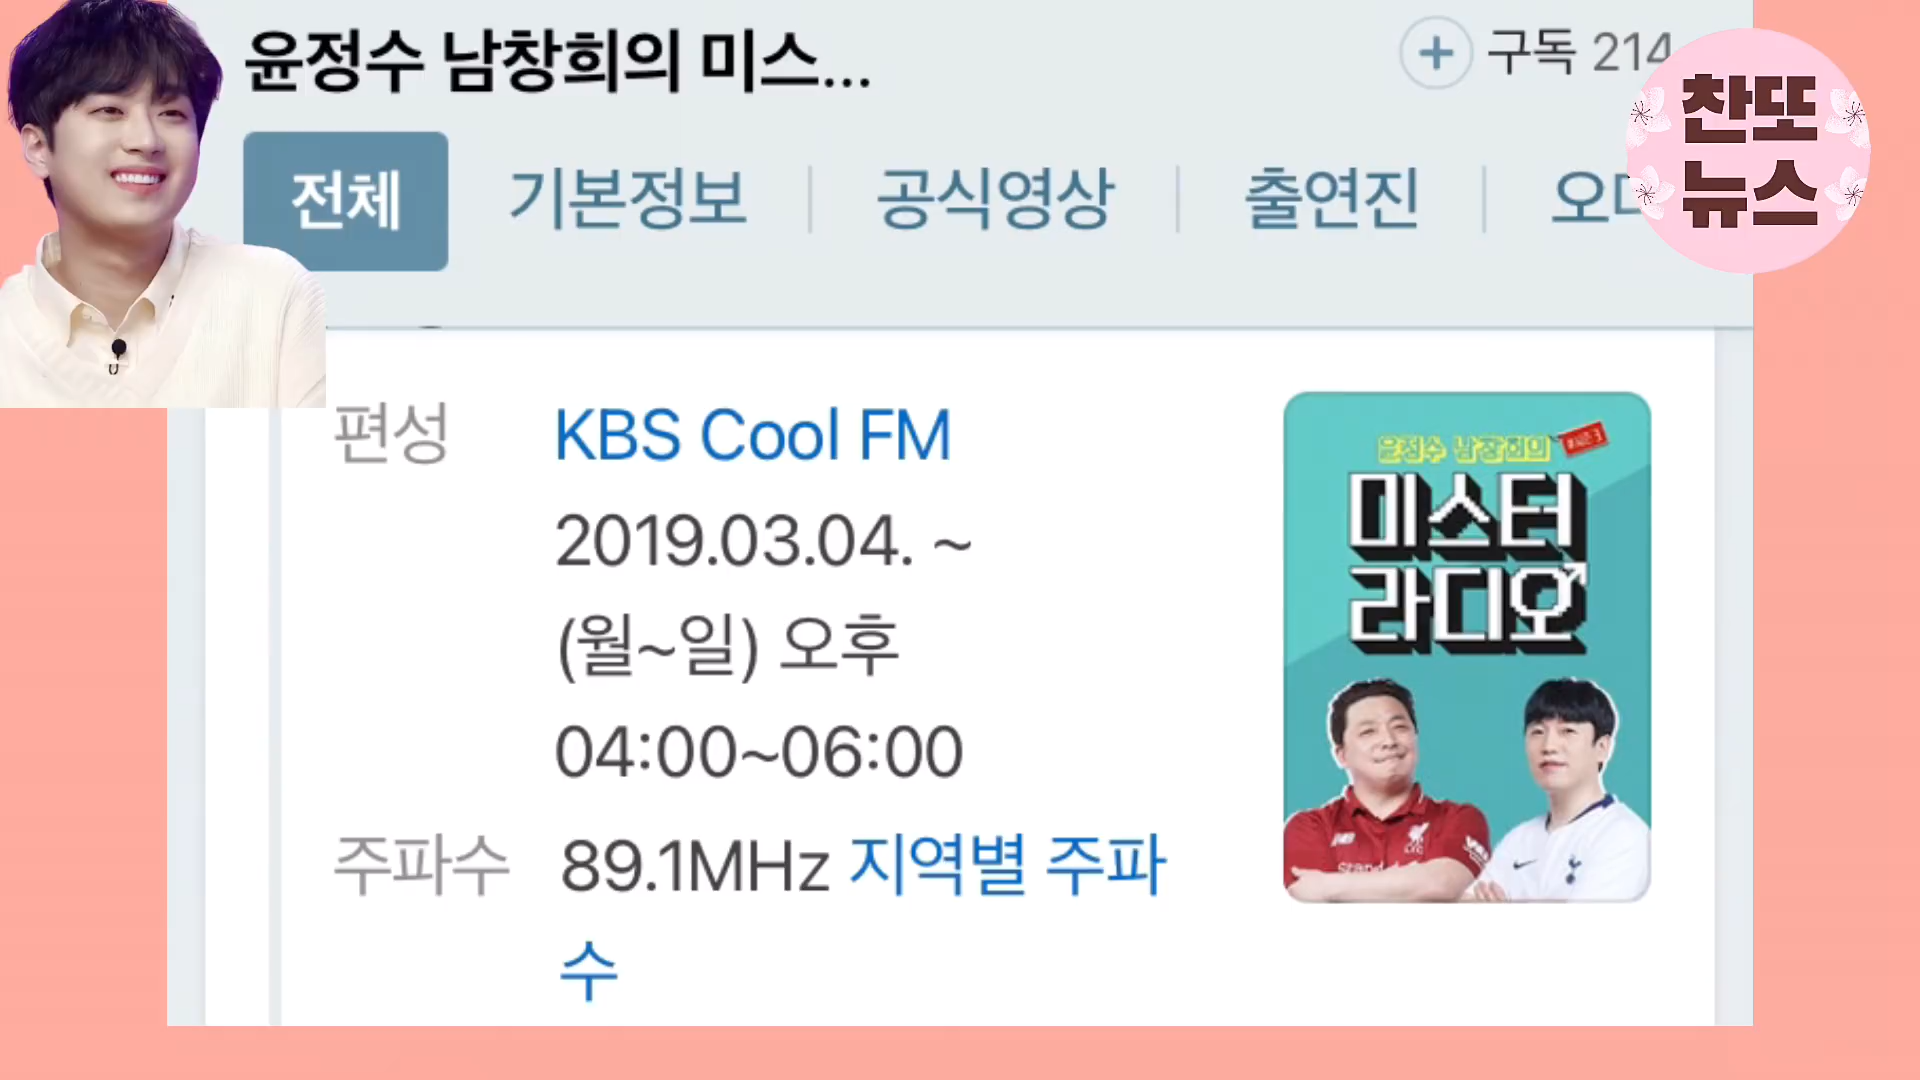 윤정수 남창희의 미스...
구독 214
찬또
뉴스
전체
기본정보
공식영상
출연진
오디
편성
KBS Cool FM
2019.03.04. ~
(월~일) 오후
04:00~06:00
주파수
89.1MHz 지역별 주파
수
윤정수 남창희의
미스터
라디오